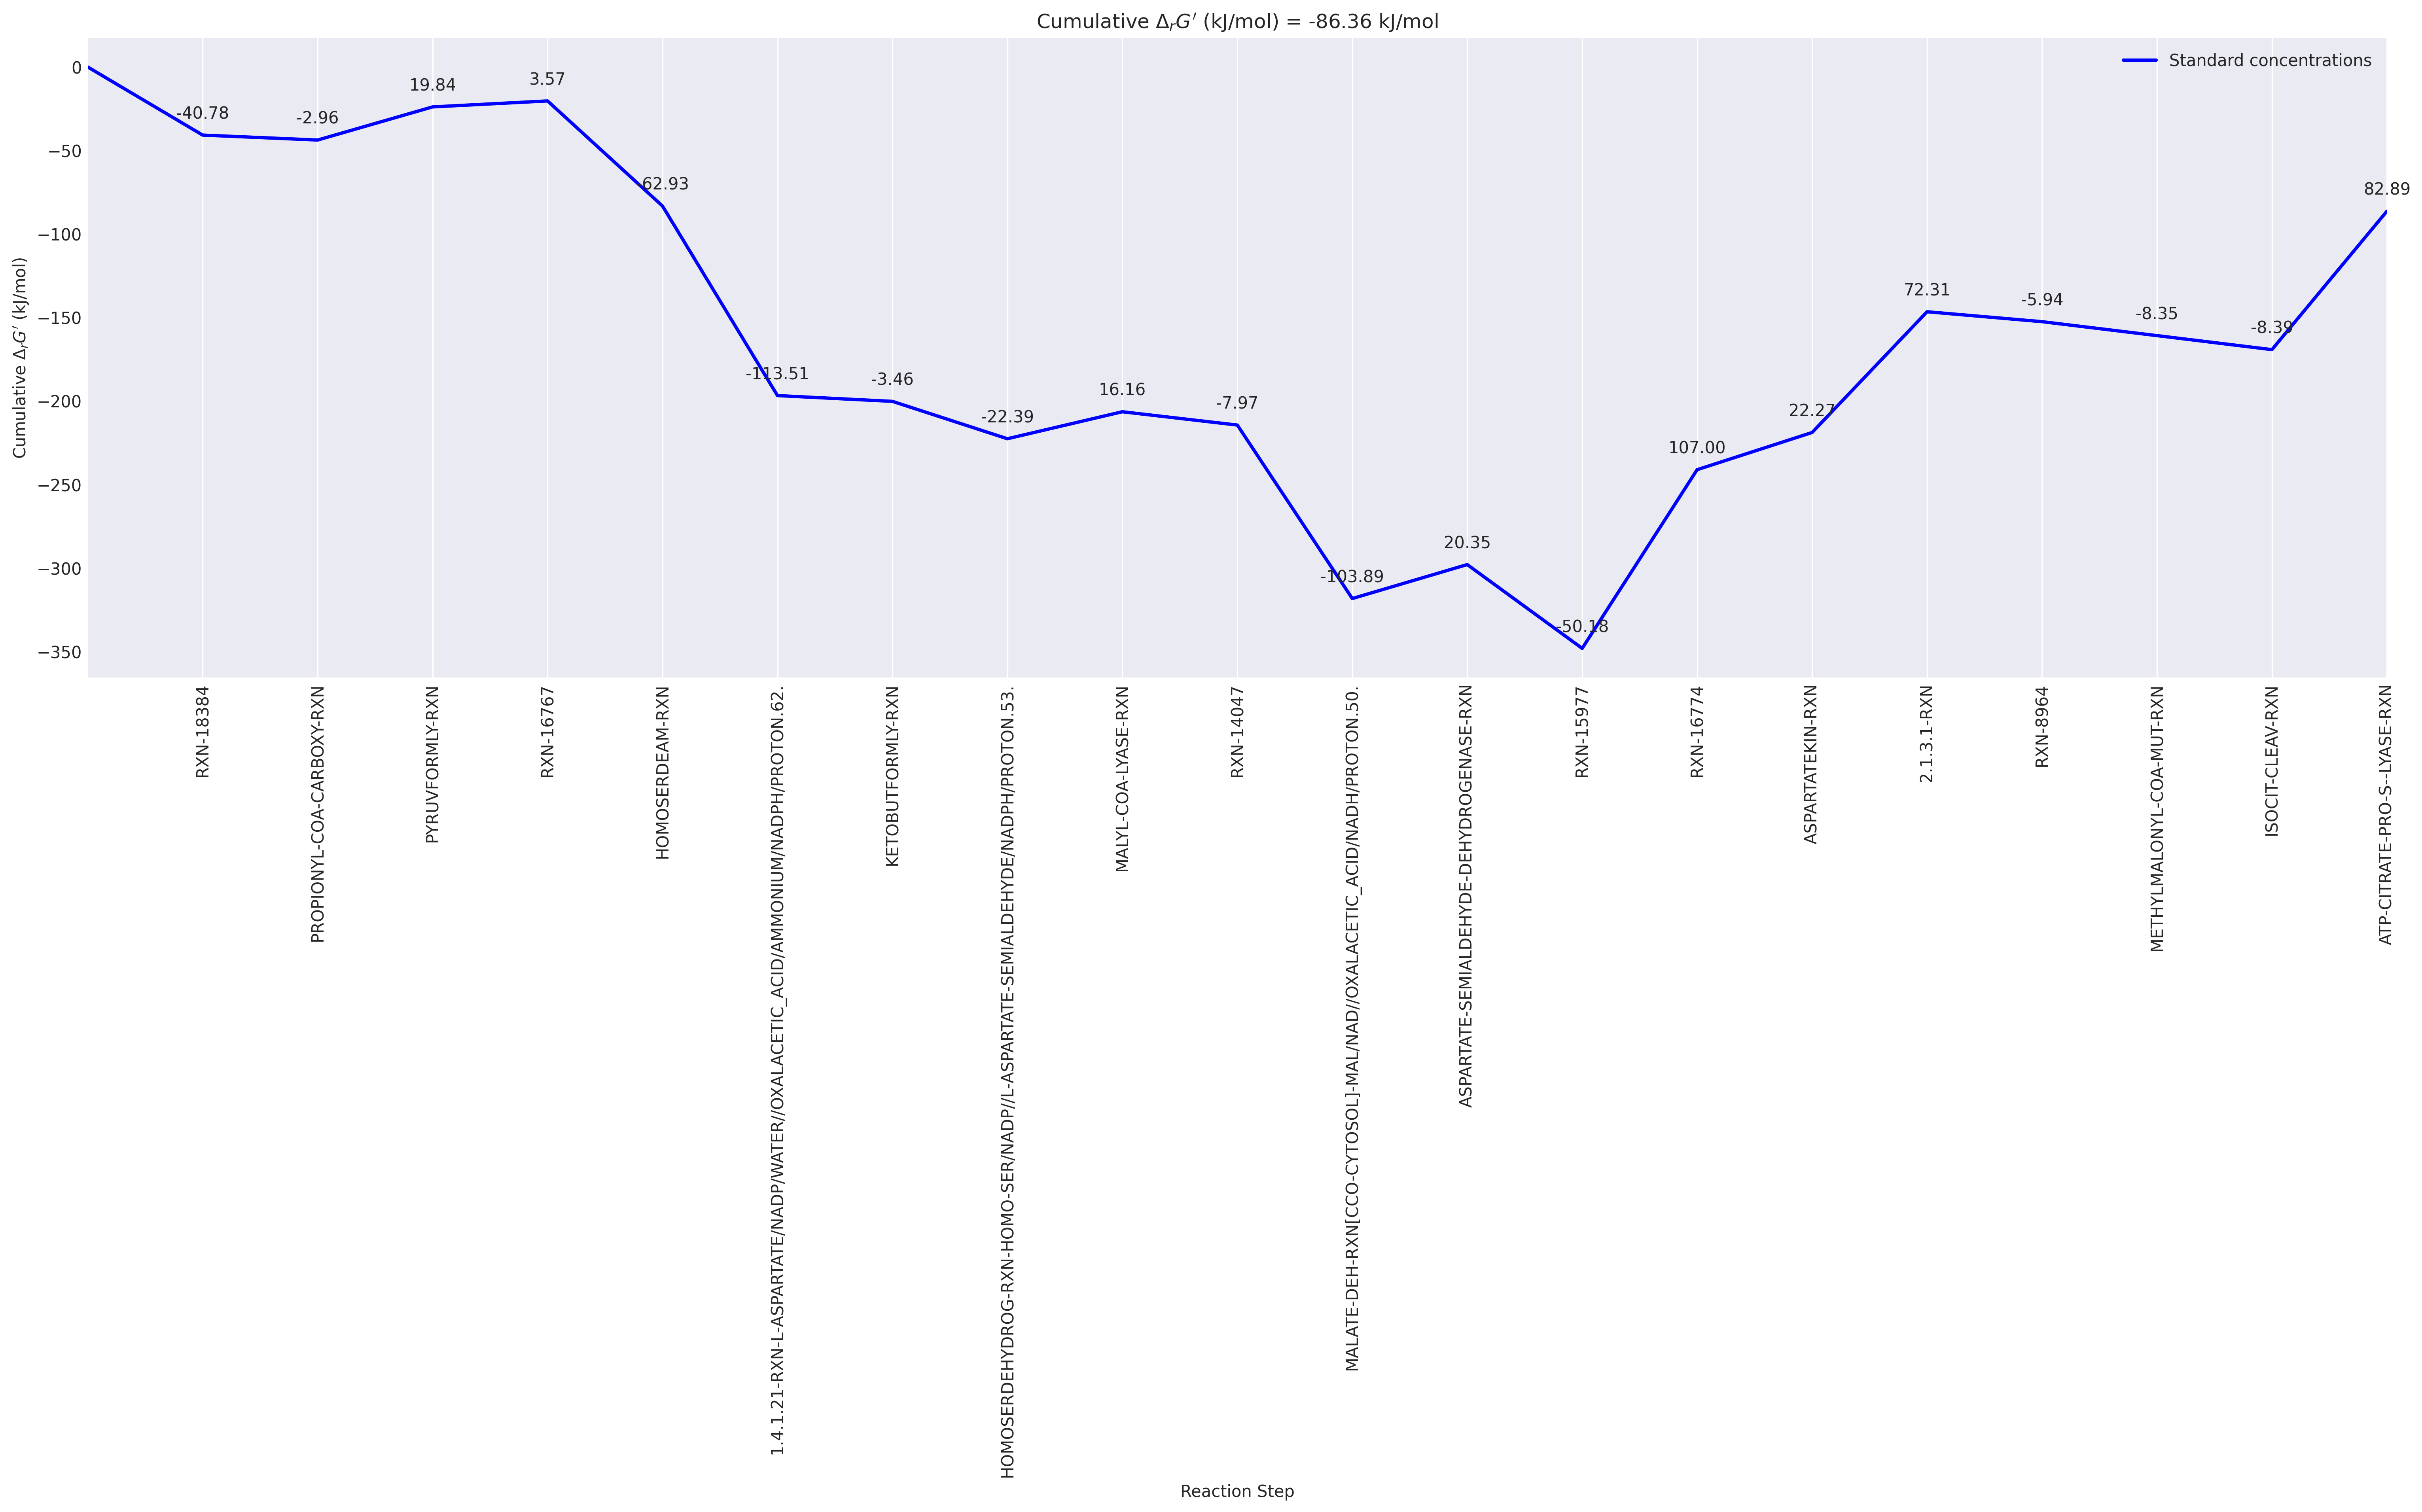 Cumulative ΔrG′ (kJ/mol) = -86.36 kJ/mol
Standard concentrations
Cumulative ΔrG′ (kJ/mol)
0
−50
−100
−150
−200
−250
−300
−350
-40.78
-2.96
19.84
3.57
-62.93
-113.51
-3.46
-22.39
16.16
-7.97
-103.89
20.35
-50.18
107.00
22.27
72.31
-5.94
-8.35
-8.39
82.89
RXN-18384
PROPIONYL-COA-CARBOXY-RXN
PYRUVFORMLY-RXN
RXN-16767
HOMOSERDEAM-RXN
1.4.1.21-RXN-L-ASPARTATE/NADP/WATER//OXALACETIC_ACID/AMMONIUM/NADPH/PROTON.62.
KETOBUTFORMLY-RXN
HOMOSERDEHYDROG-RXN-HOMO-SER/NADP//L-ASPARTATE-SEMIALDEHYDE/NADPH/PROTON.53.
MALYL-COA-LYASE-RXN
RXN-14047
MALATE-DEH-RXN[CCO-CYTOSOL]-MAL/NAD//OXALACETIC_ACID/NADH/PROTON.50.
ASPARTATE-SEMIALDEHYDE-DEHYDROGENASE-RXN
RXN-15977
RXN-16774
ASPARTATEKIN-RXN
2.1.3.1-RXN
RXN-8964
METHYLMALONYL-COA-MUT-RXN
ISOCIT-CLEAV-RXN
ATP-CITRATE-PRO-S--LYASE-RXN
Reaction Step